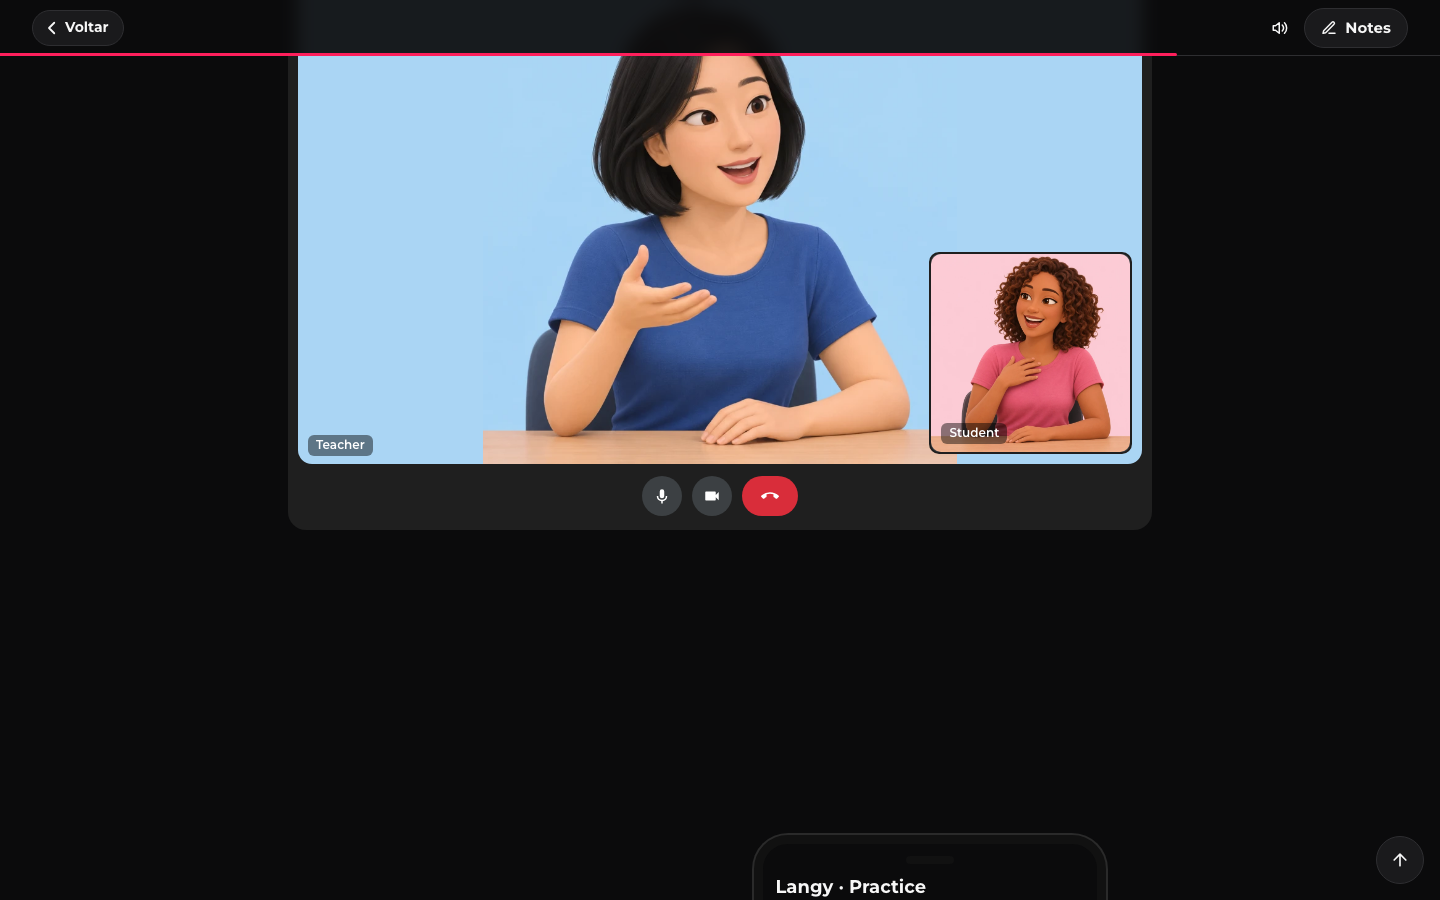 Voltar
Notes
Teacher
Student
Langy · Practice